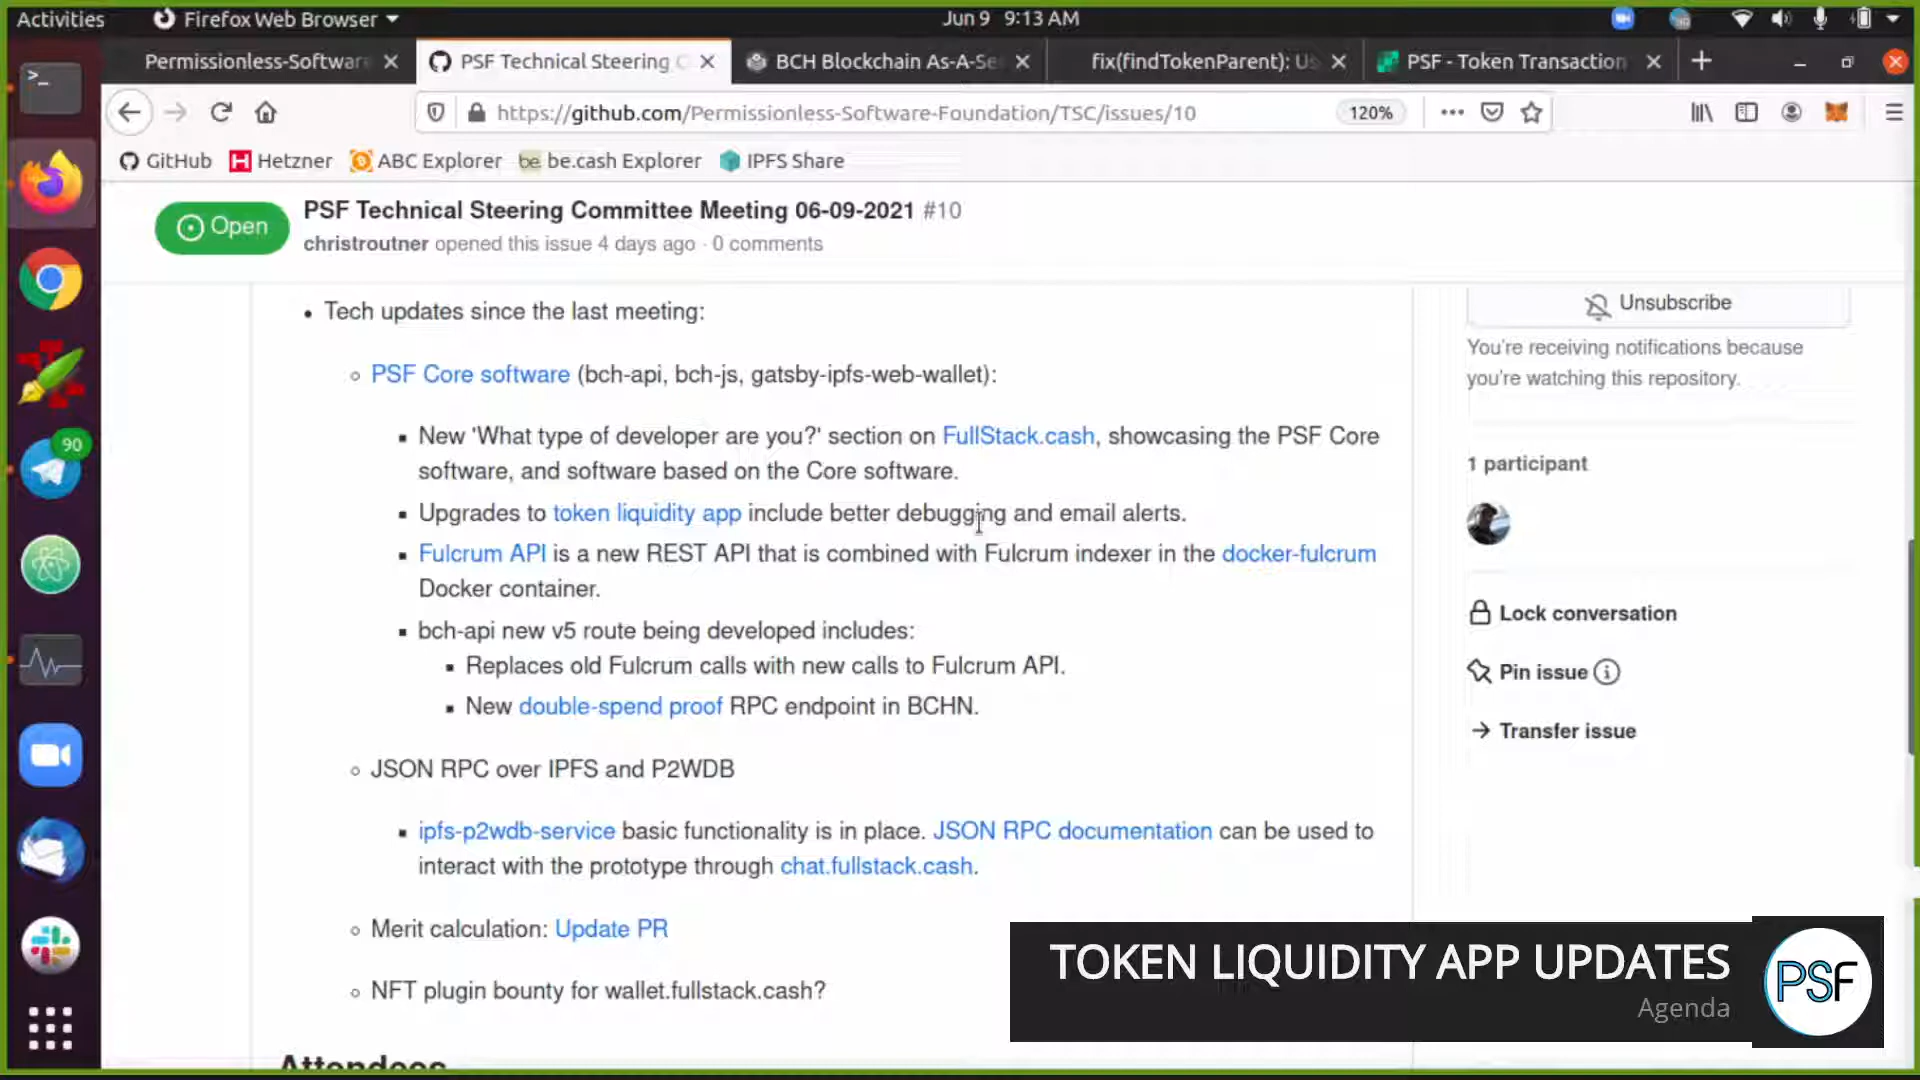 Activities
Firefox Web Browser
Jun 9 9:13 AM
Permissionless-Softwar
PSF Technical Steering C
BCH Blockchain As-A-Se
fix(findTokenParent): Us
PSF - Token Transaction
https://github.com/Permissionless-Software-Foundation/TSC/issues/10
120%
GitHub
Hetzner
ABC Explorer
be. be.cash Explorer
IPFS Share
Open
PSF Technical Steering Committee Meeting 06-09-2021 #10
christroutner opened this issue 4 days ago · 0 comments
• Tech updates since the last meeting:
PSF Core software (bch-api, bch-js, gatsby-ipfs-web-wallet):
New 'What type of developer are you?' section on FullStack.cash, showcasing the PSF Core
software, and software based on the Core software.
Upgrades to token liquidity app include better debugging and email alerts.
Fulcrum API is a new REST API that is combined with Fulcrum indexer in the docker-fulcrum
Docker container.
bch-api new v5 route being developed includes:
Replaces old Fulcrum calls with new calls to Fulcrum API.
New double-spend proof RPC endpoint in BCHN.
JSON RPC over IPFS and P2WDB
ipfs-p2wdb-service basic functionality is in place. JSON RPC documentation can be used to
interact with the prototype through chat.fullstack.cash.
Merit calculation: Update PR
NFT plugin bounty for wallet.fullstack.cash?
Attendees
Unsubscribe
You're receiving notifications because
you're watching this repository.
1 participant
Lock conversation
Pin issue
Transfer issue
90
TOKEN LIQUIDITY APP UPDATES
Agenda
PSF